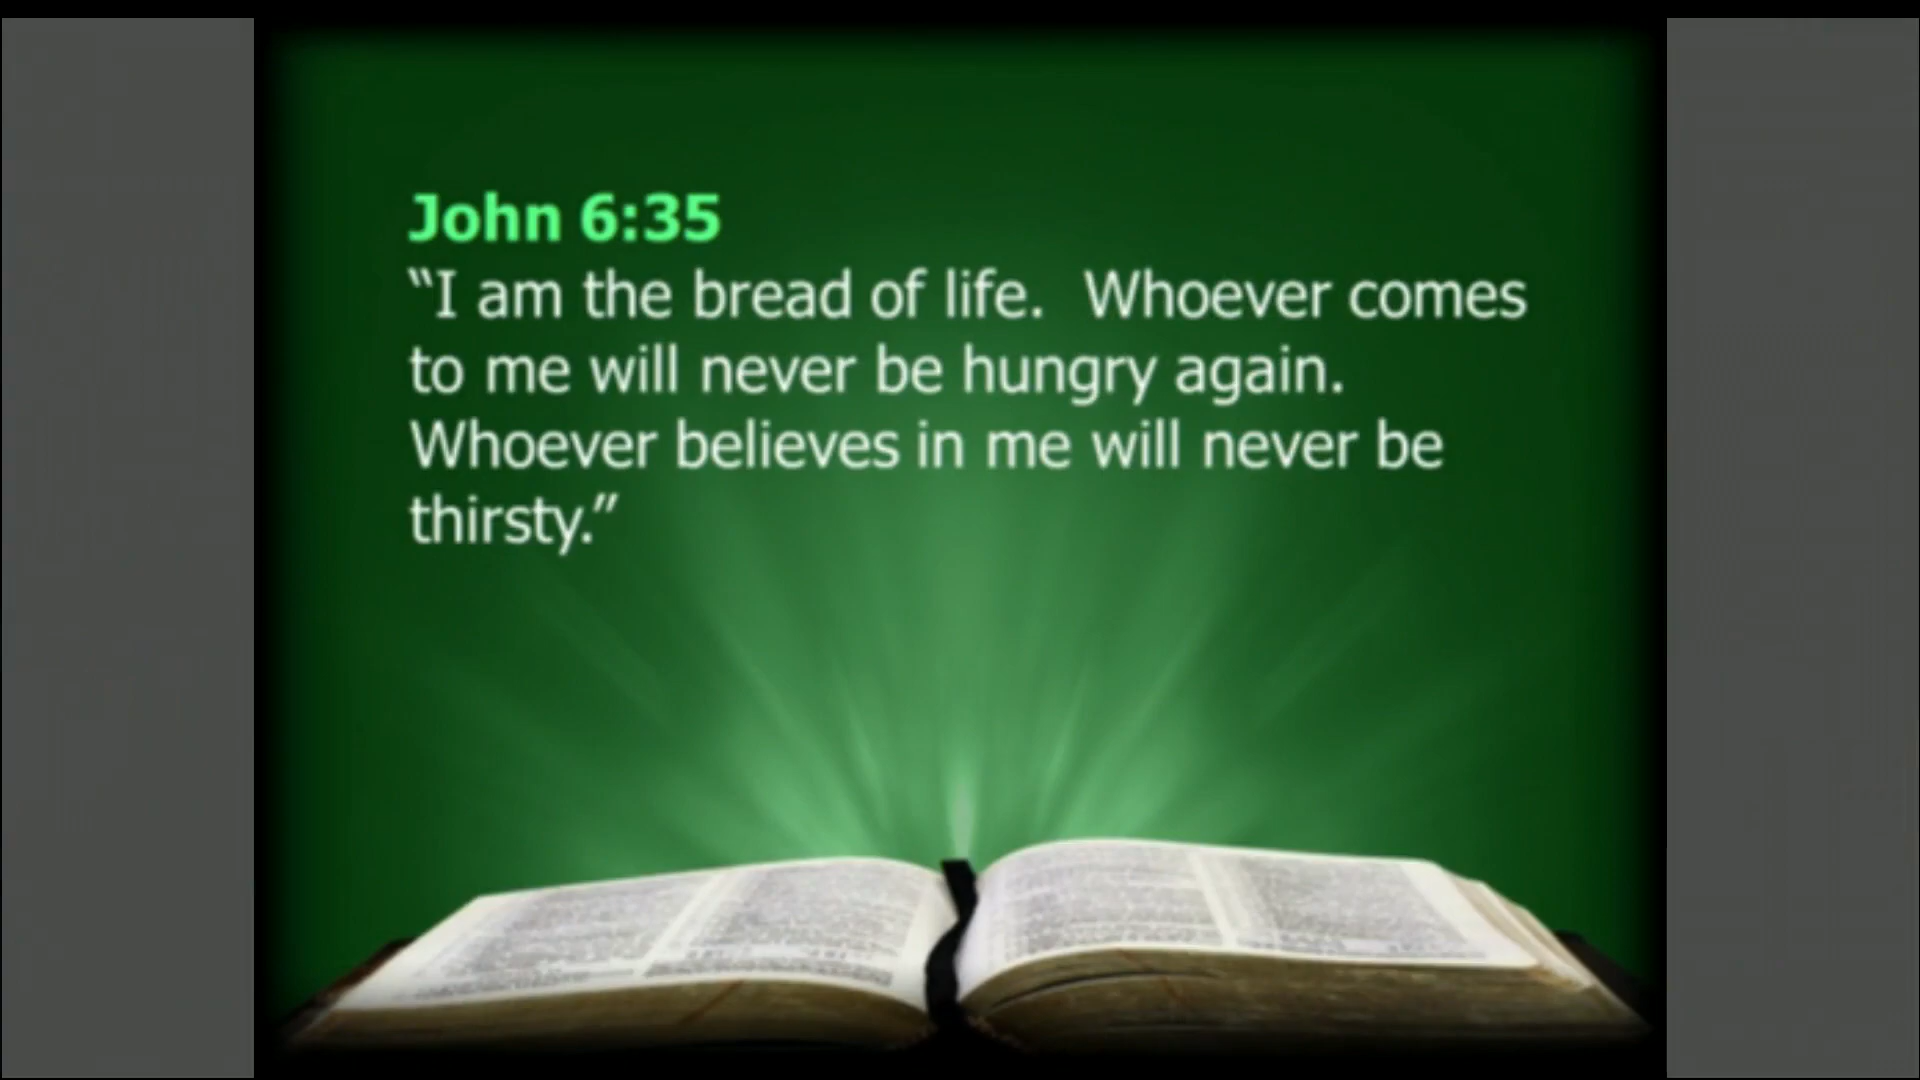 John 6:35
“I am the bread of life.  Whoever comes
to me will never be hungry again.
Whoever believes in me will never be
thirsty.”